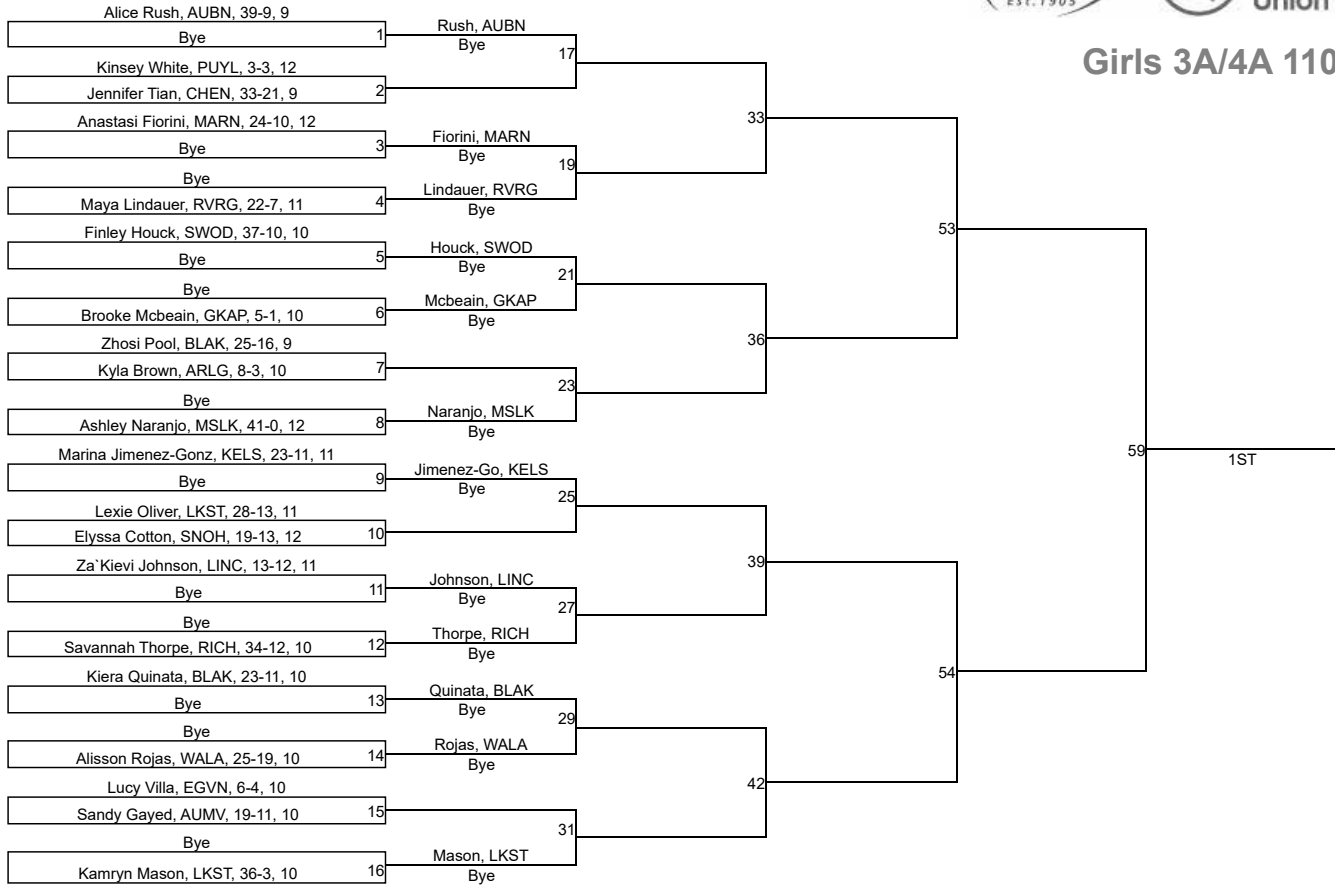 EST. 1905
Union
Girls 3A/4A 110
Alice Rush, AUBN, 39-9, 9
Bye
1
Kinsey White, PUYL, 3-3, 12
Jennifer Tian, CHEN, 33-21, 9
2
Anastasi Fiorini, MARN, 24-10, 12
Bye
3
Bye
Maya Lindauer, RVRG, 22-7, 11
4
Finley Houck, SWOD, 37-10, 10
Bye
5
Bye
Brooke Mcbeain, GKAP, 5-1, 10
6
Zhosi Pool, BLAK, 25-16, 9
Kyla Brown, ARLG, 8-3, 10
7
Bye
Ashley Naranjo, MSLK, 41-0, 12
8
Marina Jimenez-Gonz, KELS, 23-11, 11
Bye
9
Lexie Oliver, LKST, 28-13, 11
Elyssa Cotton, SNOH, 19-13, 12
10
Za`Kievi Johnson, LINC, 13-12, 11
Bye
11
Bye
Savannah Thorpe, RICH, 34-12, 10
12
Kiera Quinata, BLAK, 23-11, 10
Bye
13
Bye
Alisson Rojas, WALA, 25-19, 10
14
Lucy Villa, EGVN, 6-4, 10
Sandy Gayed, AUMV, 19-11, 10
15
Bye
Kamryn Mason, LKST, 36-3, 10
16
Rush, AUBN
Bye
17
Fiorini, MARN
Bye
19
Lindauer, RVRG
Bye
Houck, SWOD
Bye
21
Mcbeain, GKAP
Bye
23
Naranjo, MSLK
Bye
Jimenez-Go, KELS
Bye
25
Johnson, LINC
Bye
27
Thorpe, RICH
Bye
Quinata, BLAK
Bye
29
Rojas, WALA
Bye
31
Mason, LKST
Bye
33
36
39
42
53
54
59
1ST